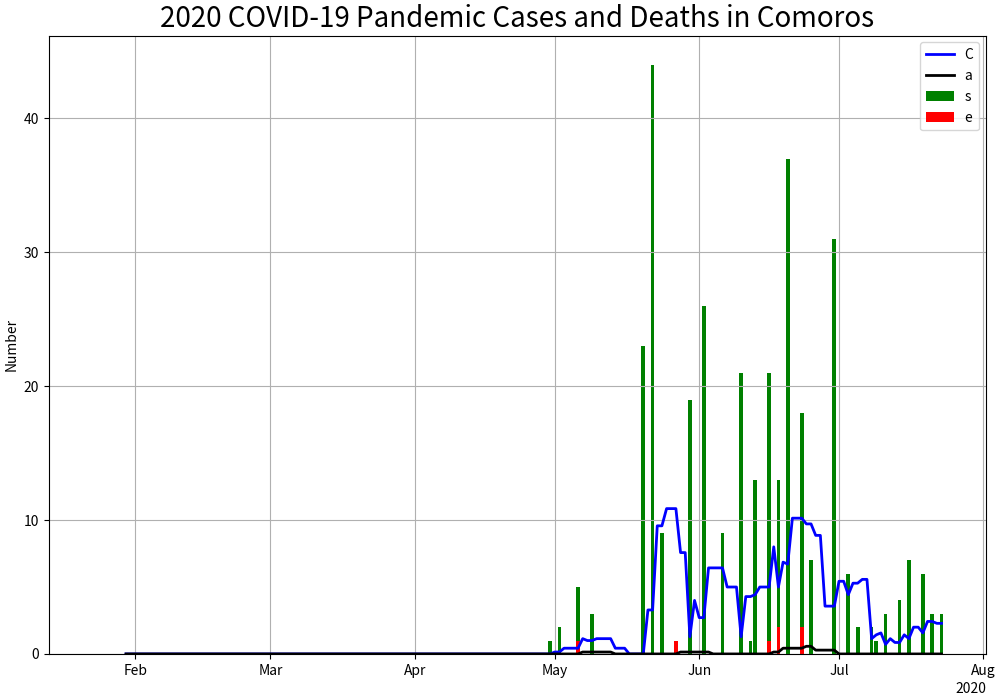 2020 COVID-19 Pandemic Cases and Deaths in Comoros
C
a
s
e
Number
40
30
20
10
0
Feb Mar Apr May Jun Jul Aug
2020